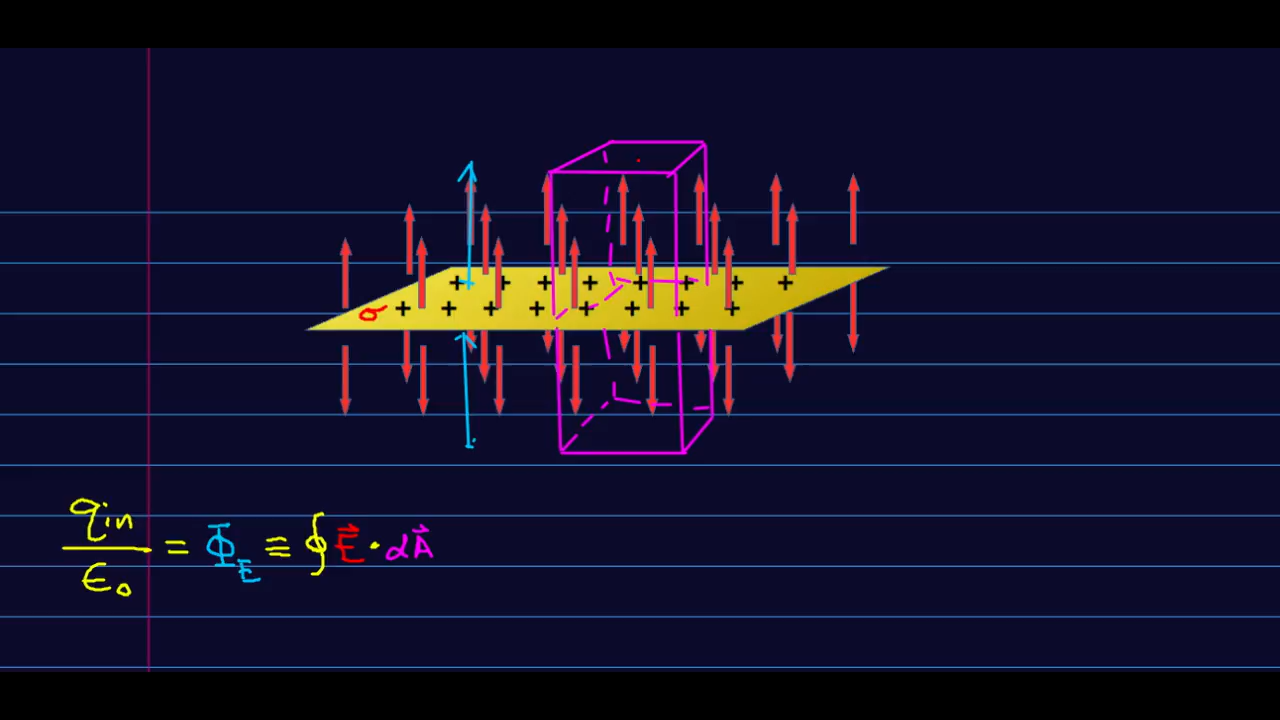 + + + + + + + +
σ + + + + + + + +
q_in / ϵ₀ = Φ_E ≡ ∮ E⃗ · dA⃗